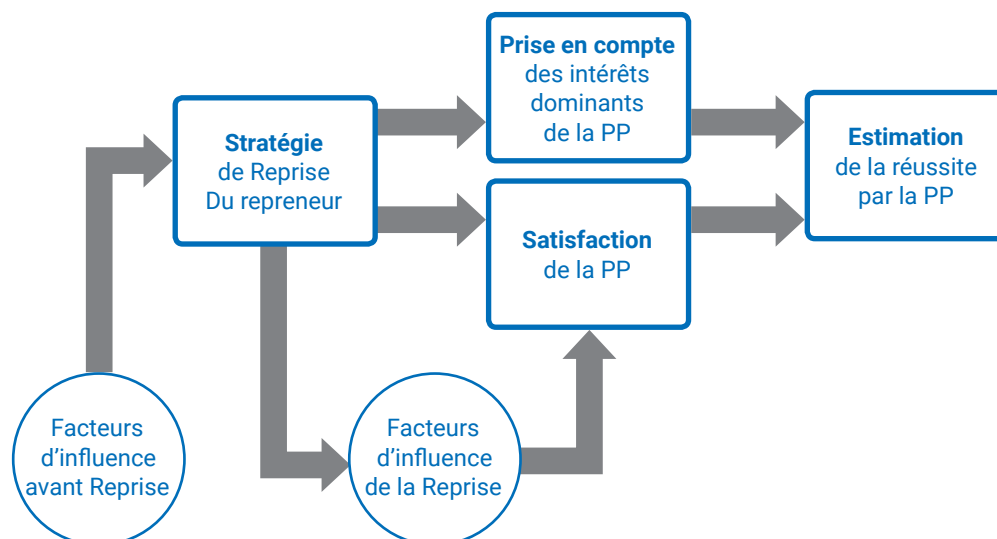 Prise en compte
des intérêts
dominants
de la PP
Stratégie
de Reprise
Du repreneur
Estimation
de la réussite
par la PP
Satisfaction
de la PP
Facteurs
d’influence
avant Reprise
Facteurs
d’influence
de la Reprise